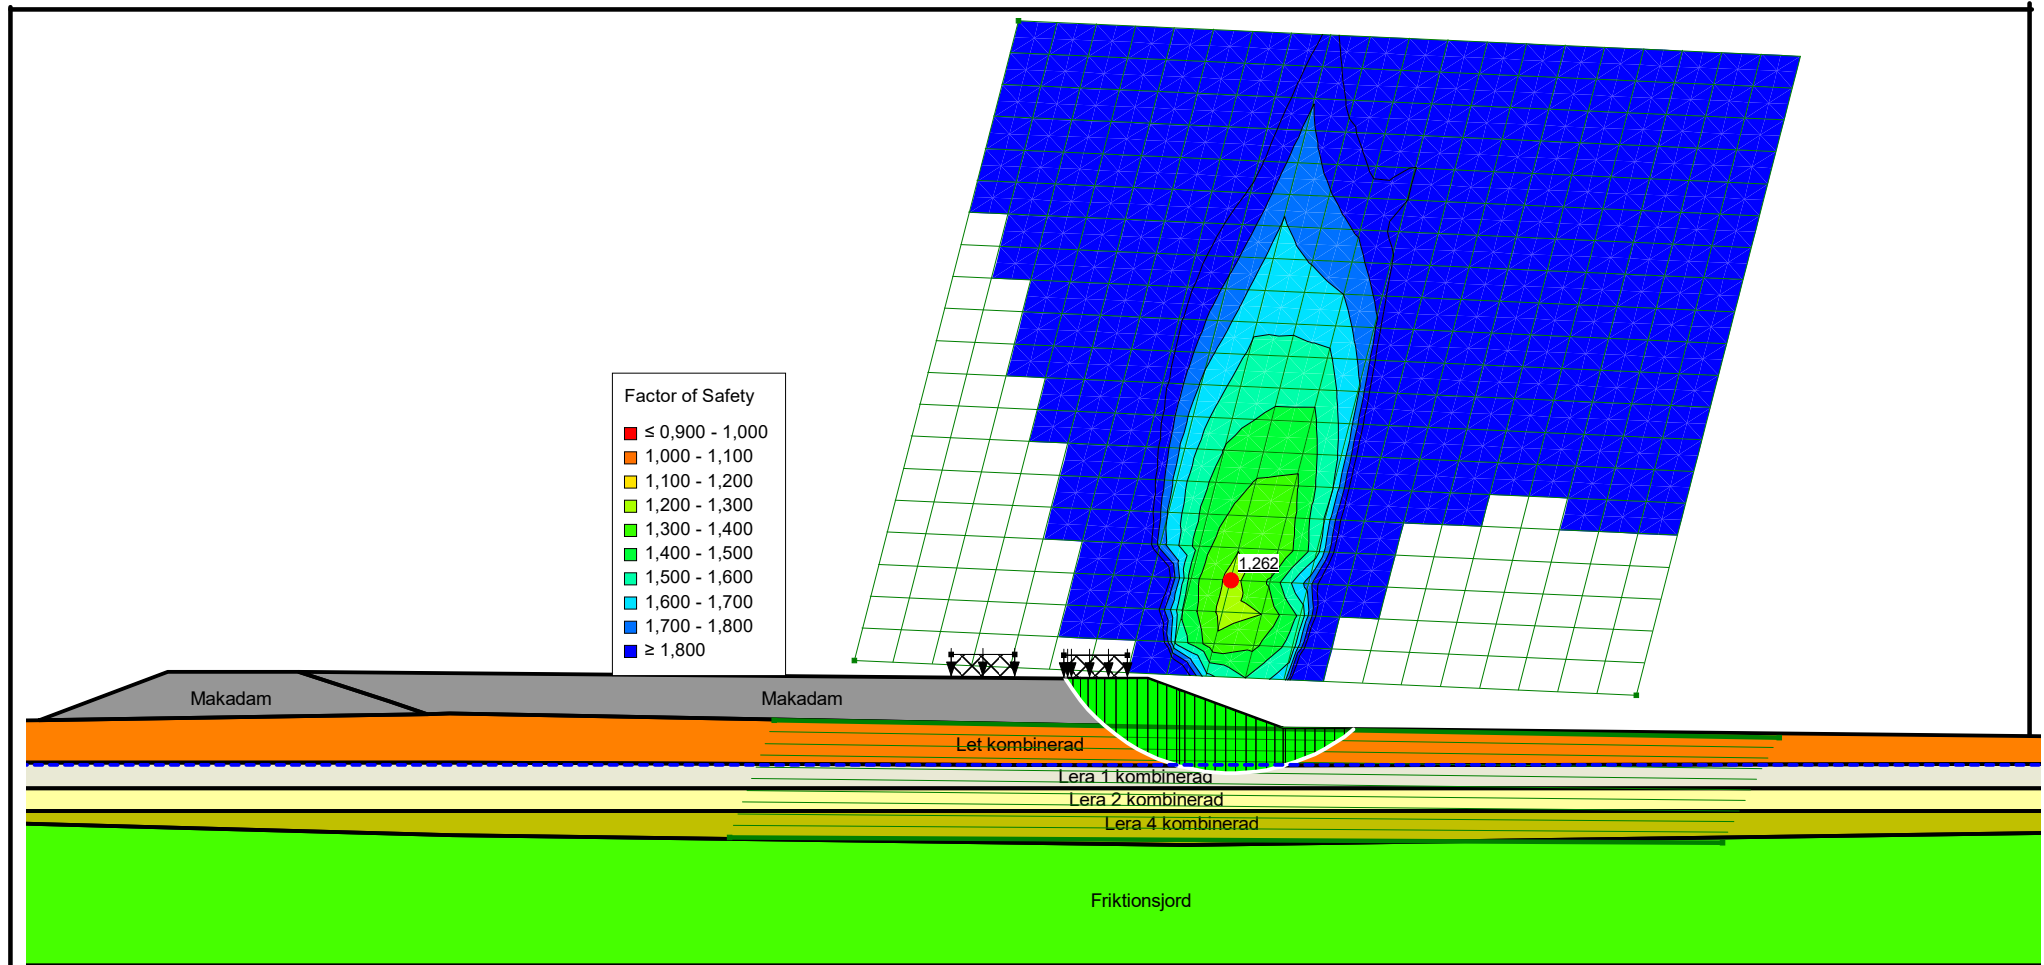 Factor of Safety
≤ 0,900 - 1,000
1,000 - 1,100
1,100 - 1,200
1,200 - 1,300
1,300 - 1,400
1,400 - 1,500
1,500 - 1,600
1,600 - 1,700
1,700 - 1,800
≥ 1,800
1,262
Makadam
Makadam
Let kombinerad
Lera 1 kombinerad
Lera 2 kombinerad
Lera 4 kombinerad
Friktionsjord